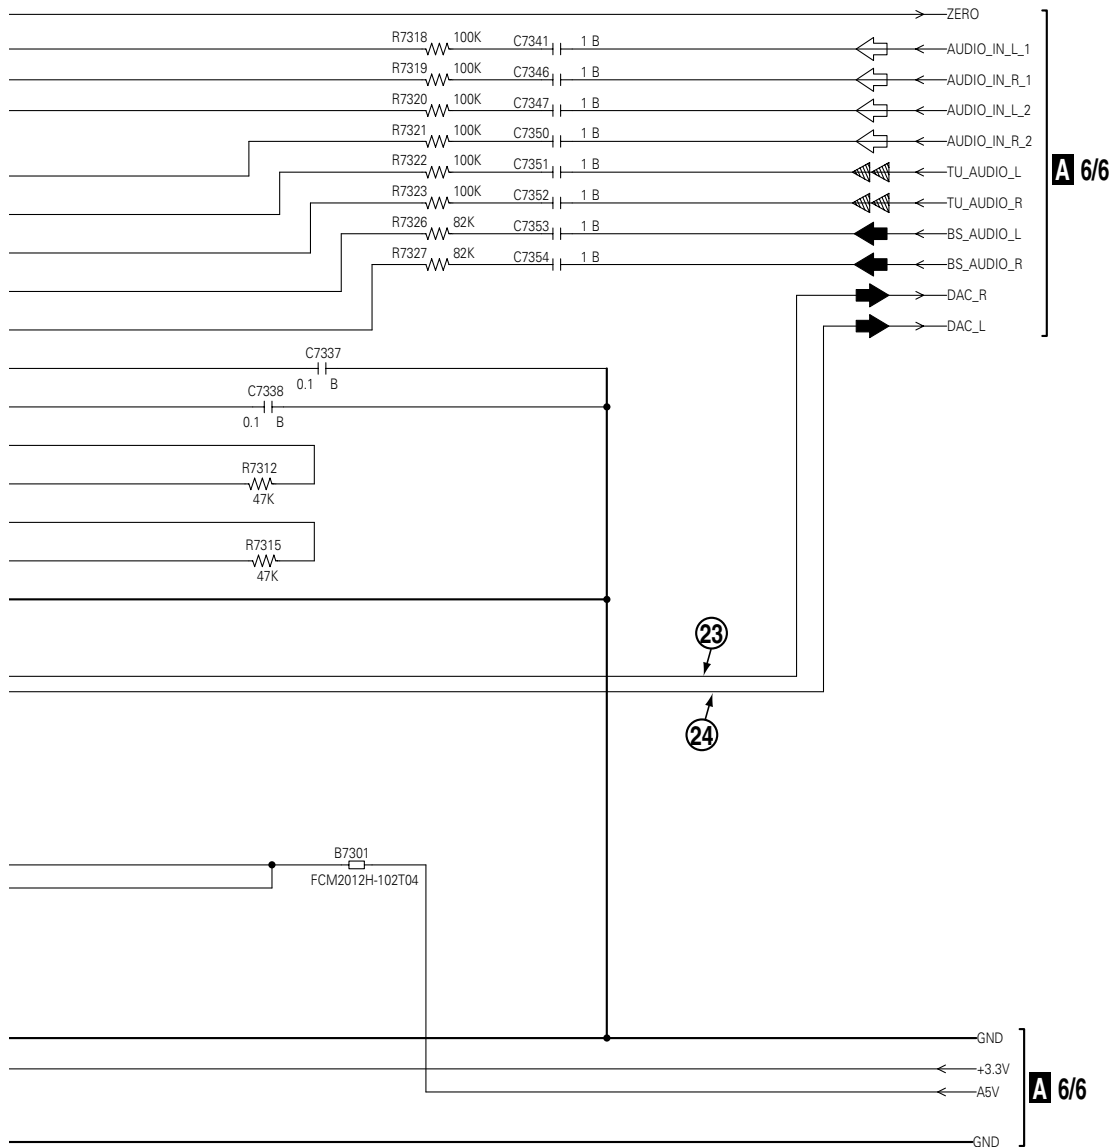 ZERO
R7318 100K C7341 1 B AUDIO_IN_L_1
R7319 100K C7346 1 B AUDIO_IN_R_1
R7320 100K C7347 1 B AUDIO_IN_L_2
R7321 100K C7350 1 B AUDIO_IN_R_2
R7322 100K C7351 1 B TU_AUDIO_L
A 6/6
R7323 100K C7352 1 B TU_AUDIO_R
R7326 82K C7353 1 B BS_AUDIO_L
R7327 82K C7354 1 B BS_AUDIO_R
DAC_R
DAC_L
C7337
0.1 B
C7338
0.1 B
R7312
47K
R7315
47K
23
24
B7301
FCM2012H-102T04
GND
+3.3V
A5V
A 6/6
GND